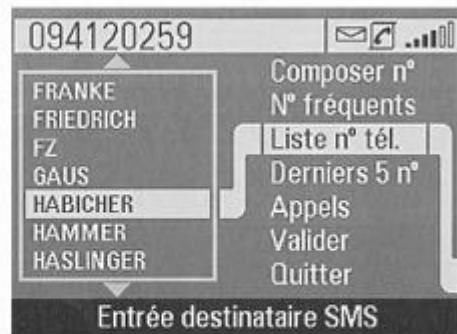 094120259
FRANKE
FRIEDRICH
FZ
GAUS
HABICHER
HAMMER
HASLINGER
Composer n°
N° fréquents
Liste n° tél.
Derniers 5 n°
Appels
Valider
Quitter
Entrée destinataire SMS